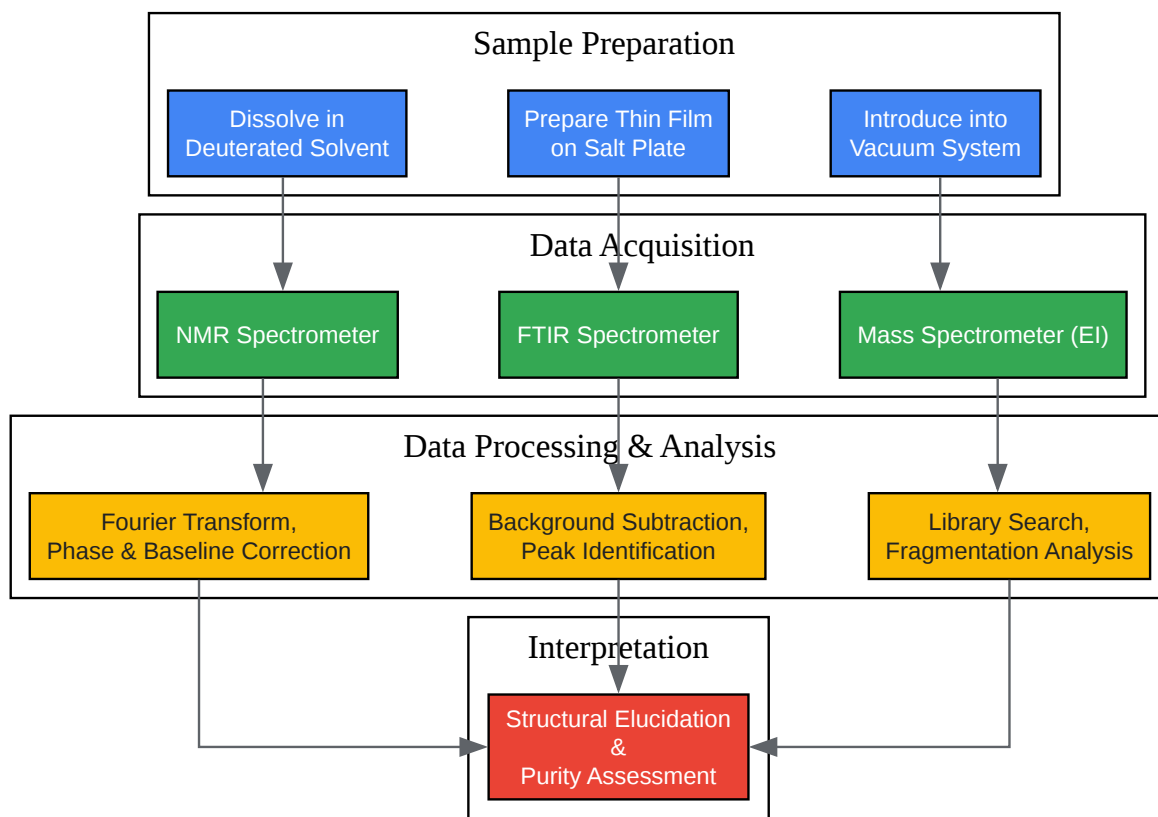 Sample Preparation
Dissolve in
Deuterated Solvent
Prepare Thin Film
on Salt Plate
Introduce into
Vacuum System
Data Acquisition
NMR Spectrometer
FTIR Spectrometer
Mass Spectrometer (EI)
Data Processing & Analysis
Fourier Transform,
Phase & Baseline Correction
Background Subtraction,
Peak Identification
Library Search,
Fragmentation Analysis
Interpretation
Structural Elucidation
&
Purity Assessment